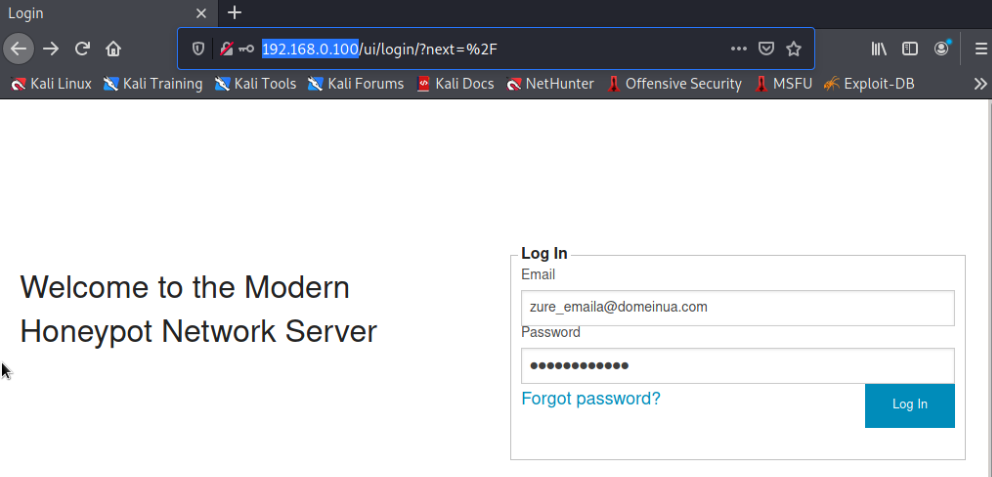 Login
192.168.0.100/ui/login/?next=%2F
Kali Linux Kali Training Kali Tools Kali Forums Kali Docs NetHunter Offensive Security MSFU Exploit-DB
Welcome to the Modern
Honeypot Network Server
Log In
Email
zure_emaila@domeinua.com
Password
••••••••••••
Forgot password?
Log In